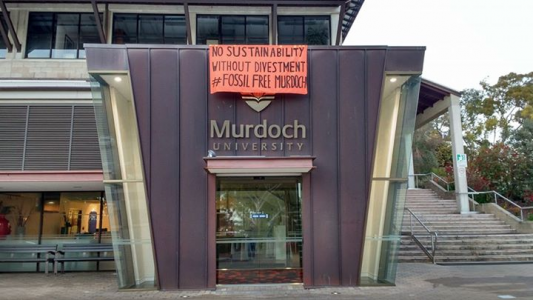 NO SUSTAINABILITY
WITHOUT DIVESTMENT
#FOSSIL FREE MURDOCH
Murdoch
UNIVERSITY